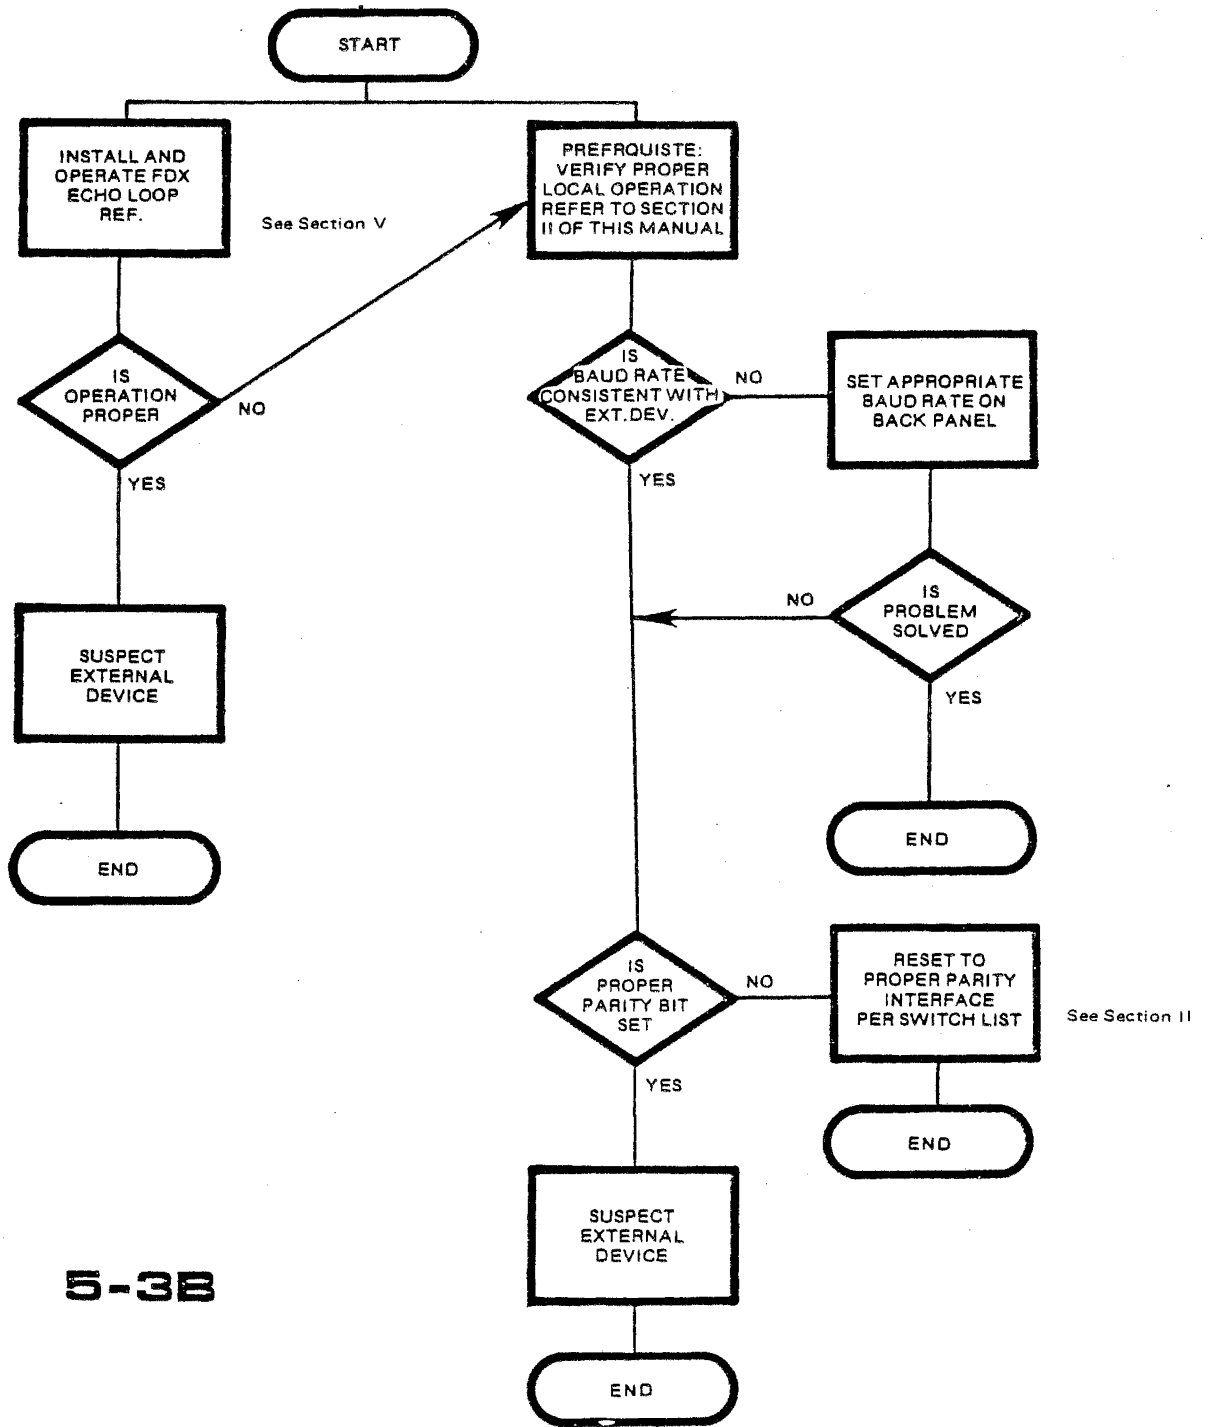 START
INSTALL AND
OPERATE FDX
ECHO LOOP
REF.
See Section V
PREFRQUISTE:
VERIFY PROPER
LOCAL OPERATION
REFER TO SECTION
II OF THIS MANUAL
IS
OPERATION
PROPER
NO
YES
SUSPECT
EXTERNAL
DEVICE
END
IS
BAUD RATE
CONSISTENT WITH
EXT. DEV.
NO
YES
SET APPROPRIATE
BAUD RATE ON
BACK PANEL
IS
PROBLEM
SOLVED
NO
YES
END
IS
PROPER
PARITY BIT
SET
NO
YES
RESET TO
PROPER PARITY
INTERFACE
PER SWITCH LIST
See Section II
END
SUSPECT
EXTERNAL
DEVICE
END
5-3B